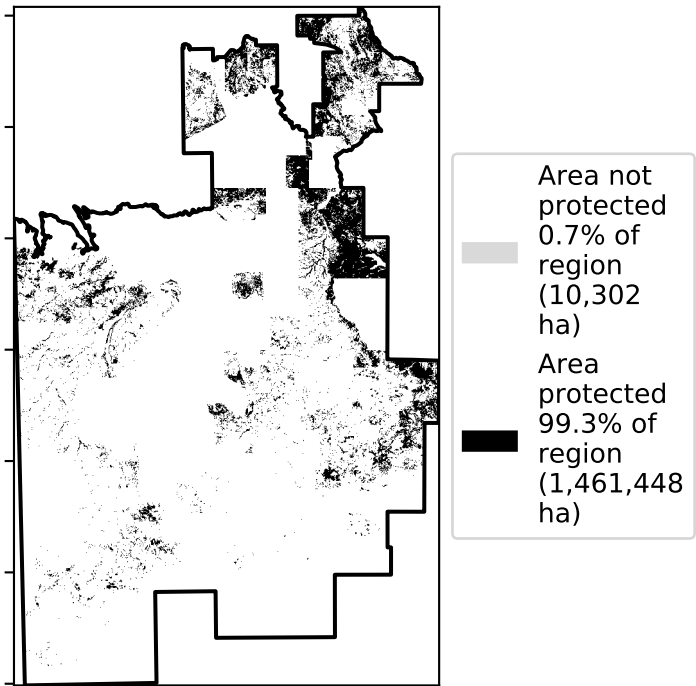 Area not
protected
0.7% of
region
(10,302
ha)
Area
protected
99.3% of
region
(1,461,448
ha)